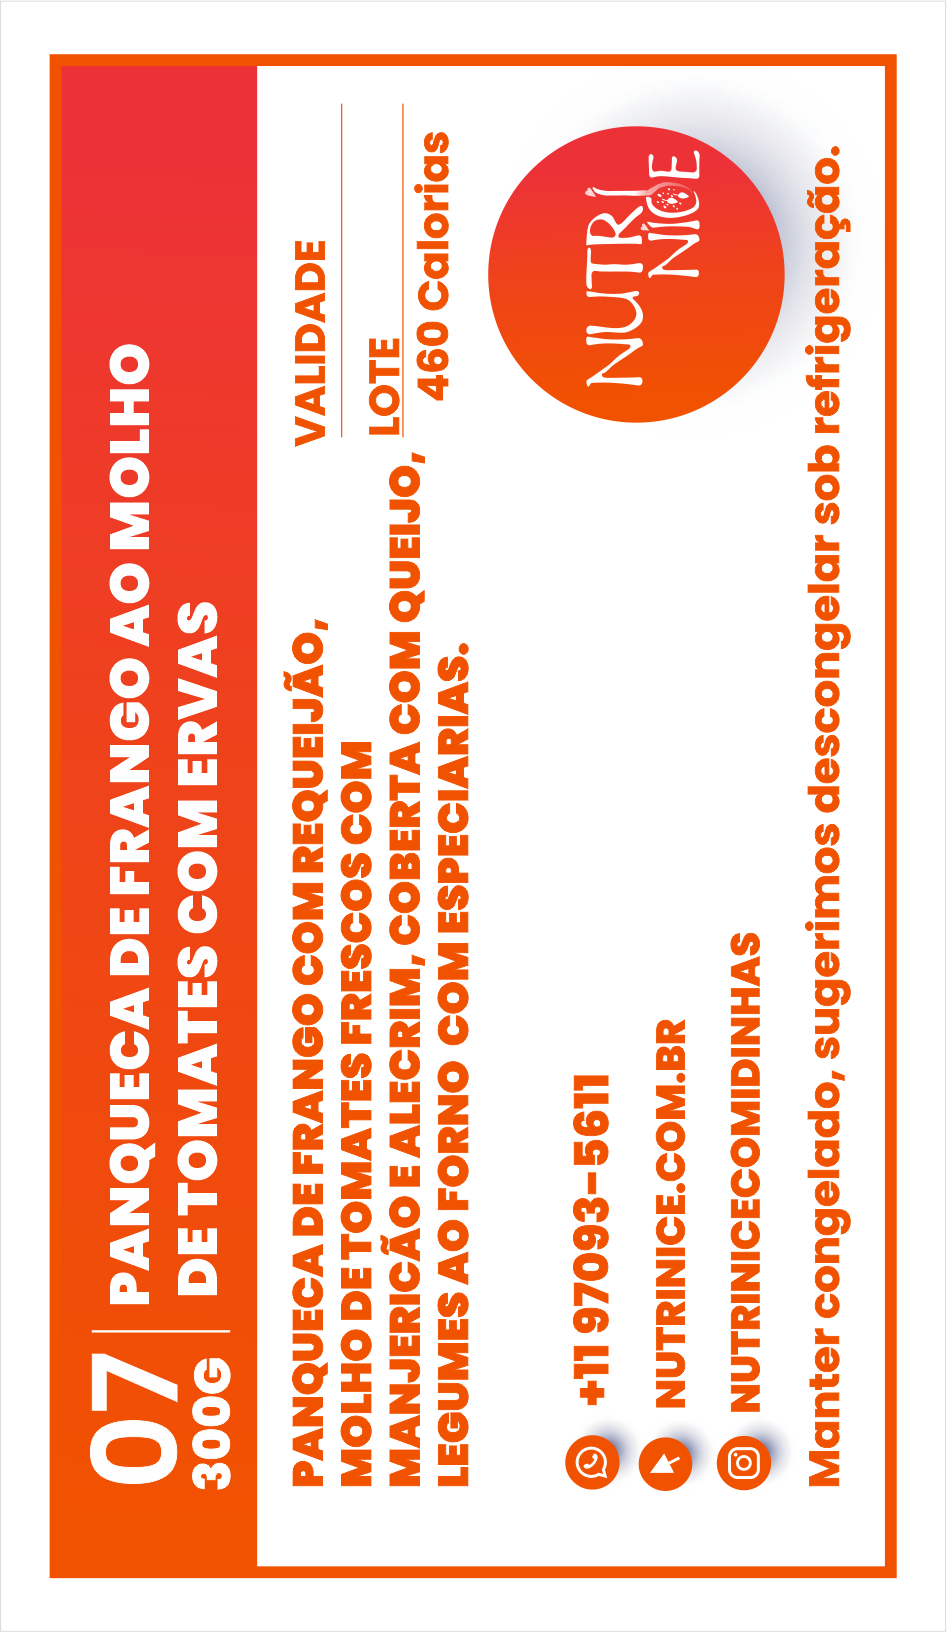 07
300G
PANQUECA DE FRANGO AO MOLHO
DE TOMATES COM ERVAS
PANQUECA DE FRANGO COM REQUEIJÃO,
MOLHO DE TOMATES FRESCOS COM
MANJERICÃO E ALECRIM, COBERTA COM QUEIJO,
LEGUMES AO FORNO  COM ESPECIARIAS.
VALIDADE
LOTE
460 Calorias
NUTRI
NICE
+11 97093-5611
NUTRINICE.COM.BR
NUTRINICECOMIDINHAS
Manter congelado, sugerimos descongelar sob refrigeração.